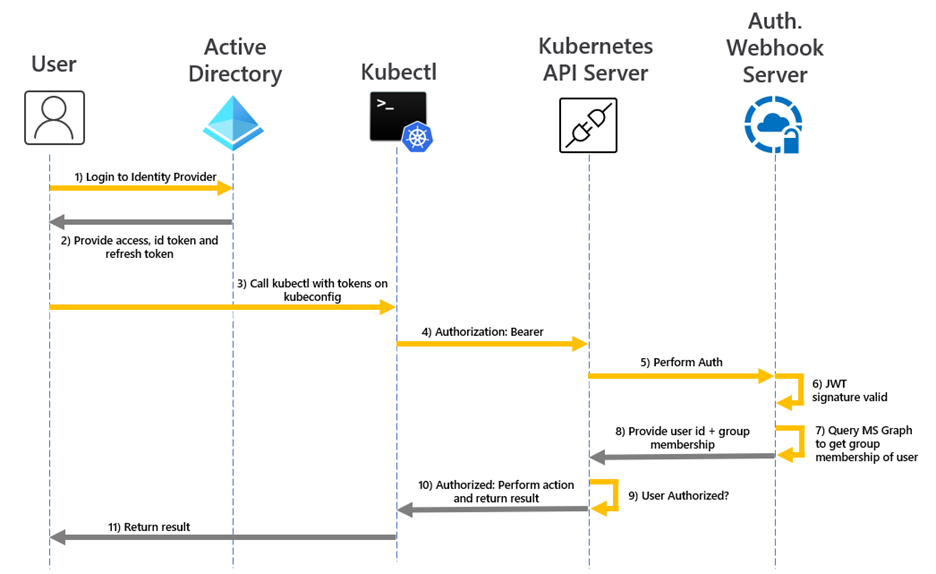 User
Active
Directory
Kubectl
Kubernetes
API Server
Auth.
Webhook
Server
>_
1) Login to Identity Provider
2) Provide access, id token and
refresh token
3) Call kubectl with tokens on
kubeconfig
4) Authorization: Bearer
5) Perform Auth
6) JWT
signature valid
7) Query MS Graph
to get group
membership of user
8) Provide user id + group
membership
9) User Authorized?
10) Authorized: Perform action
and return result
11) Return result